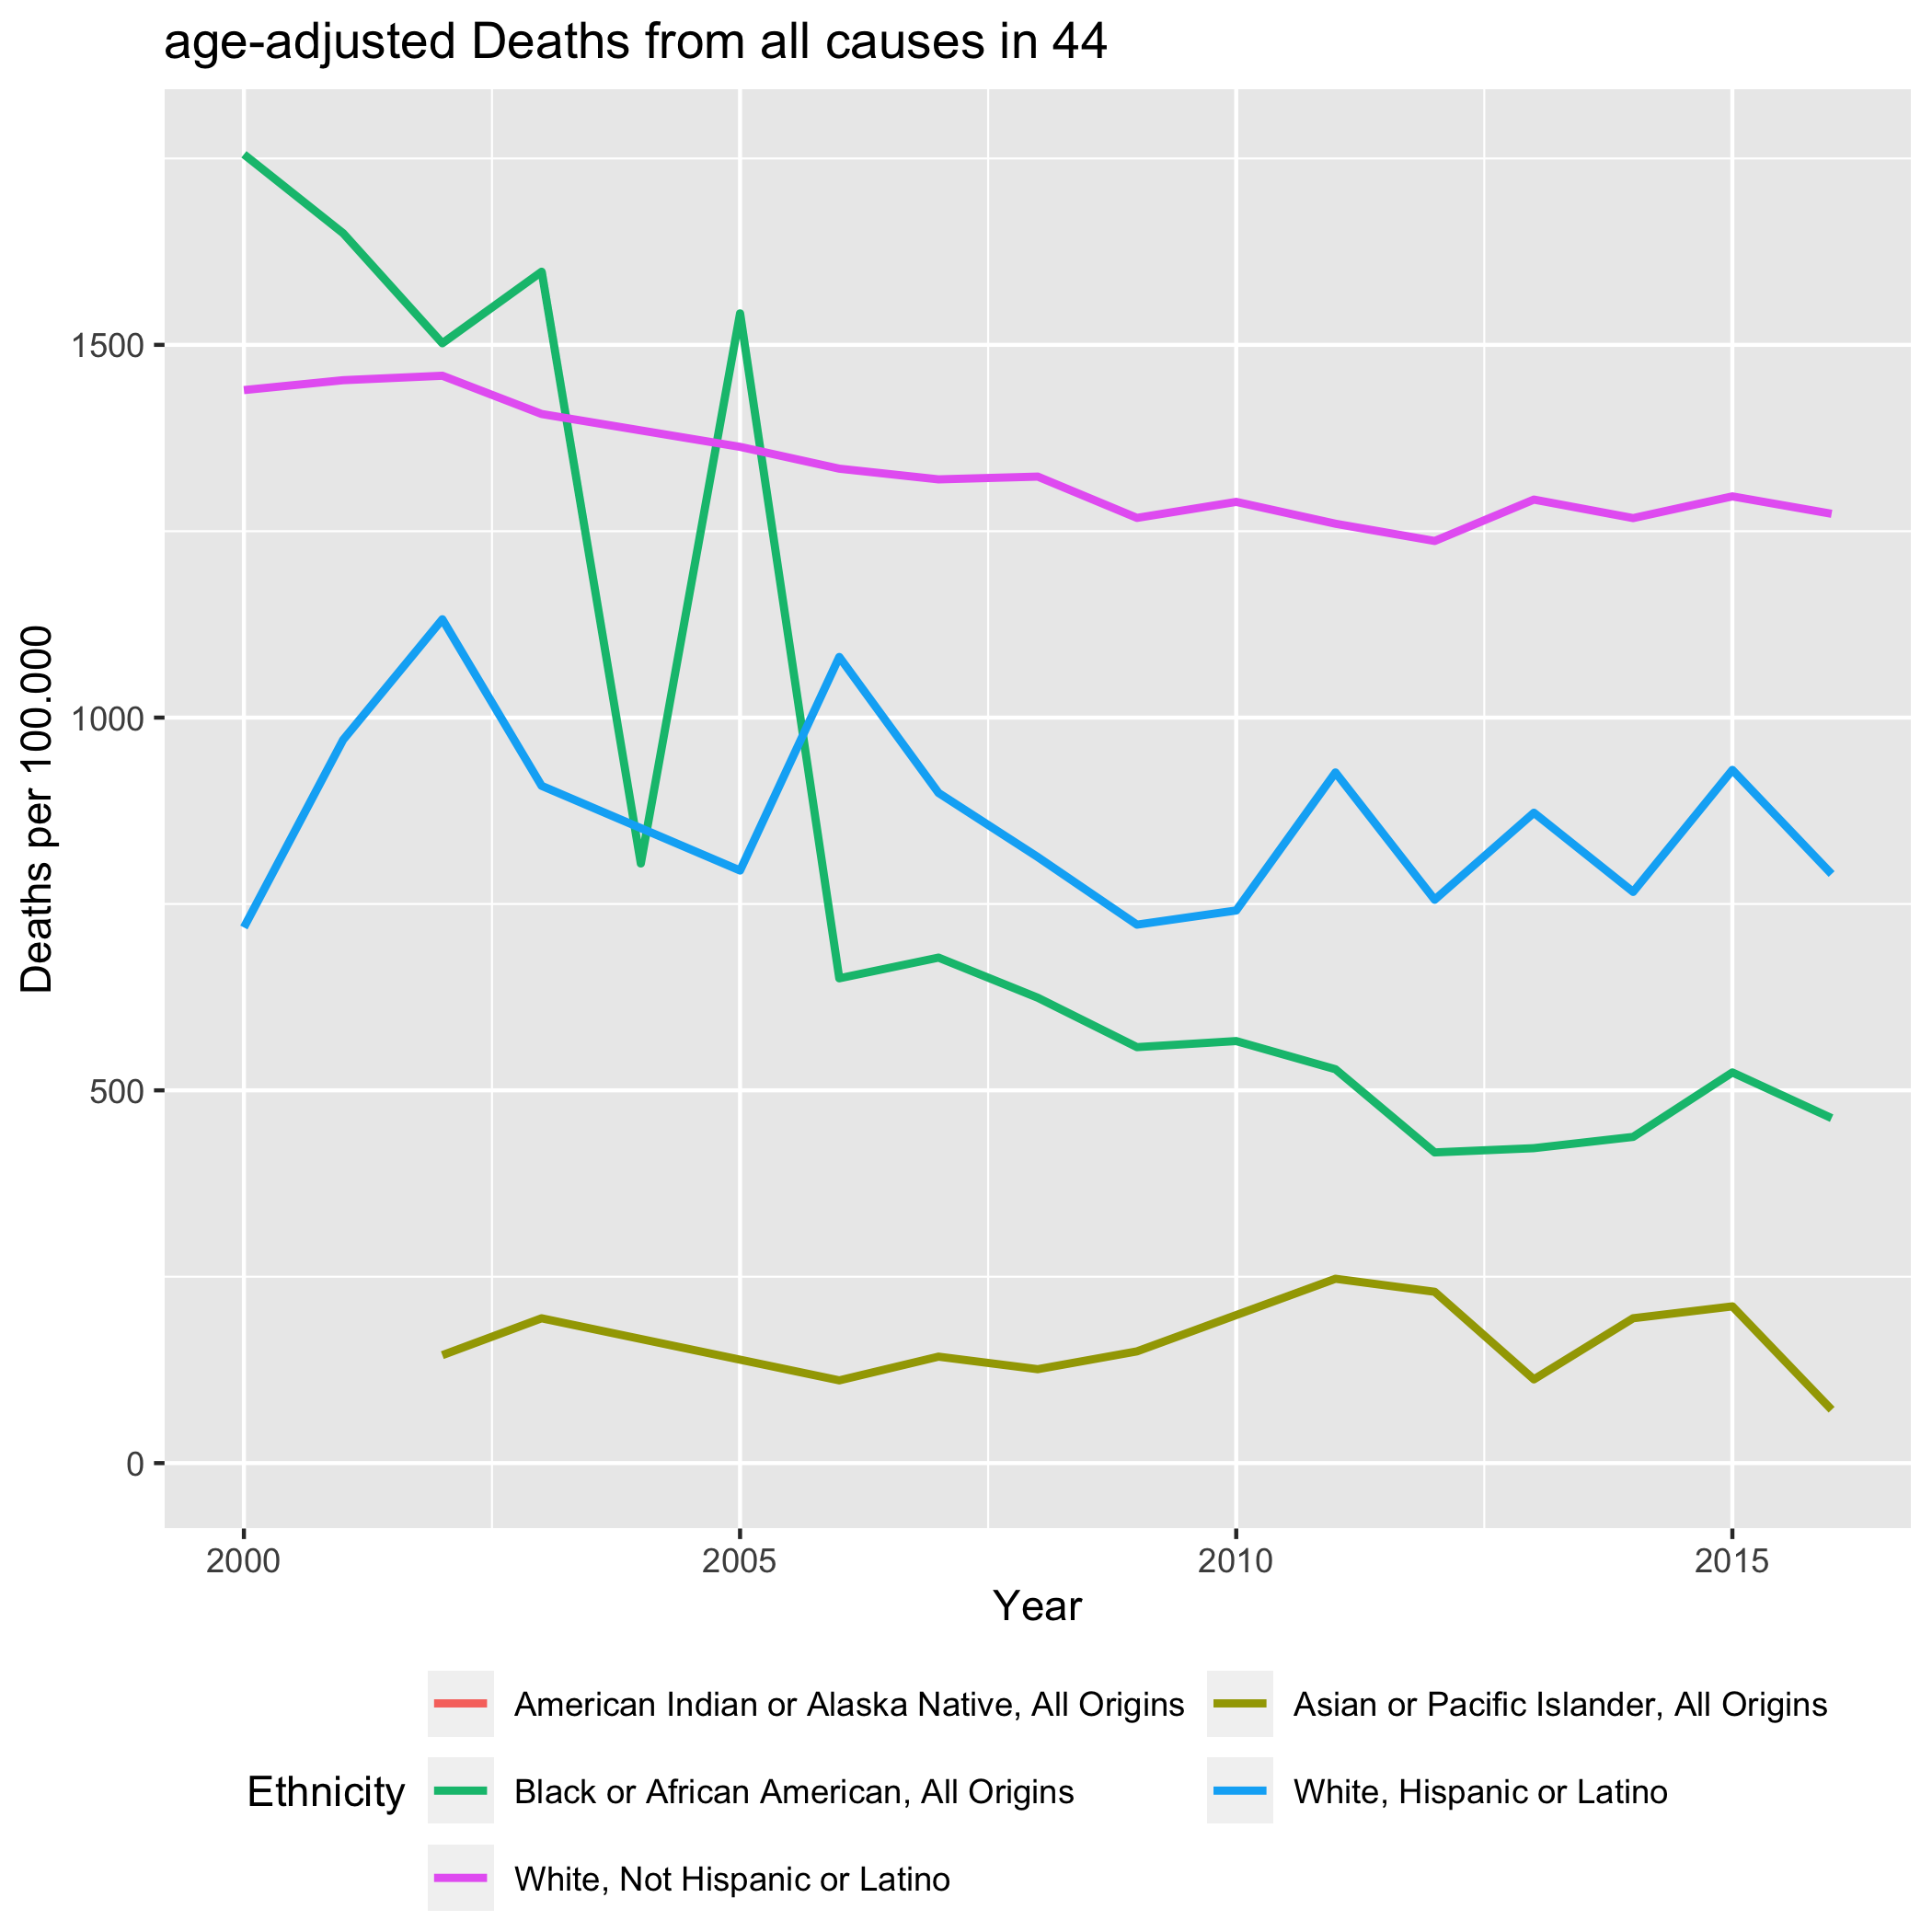 age-adjusted Deaths from all causes in 44
Deaths per 100.000
1500
1000
500
0
2000 2005 2010 2015
Year
Ethnicity
American Indian or Alaska Native, All Origins
Asian or Pacific Islander, All Origins
Black or African American, All Origins
White, Hispanic or Latino
White, Not Hispanic or Latino